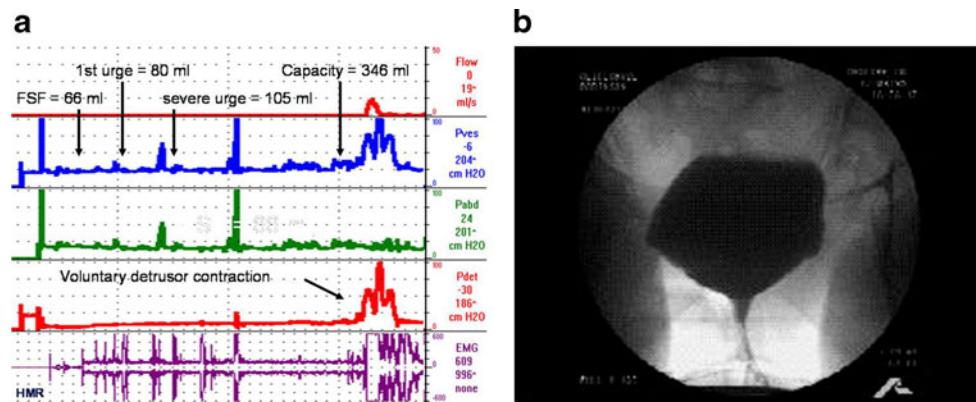 a
b
1st urge = 80 ml
Capacity = 346 ml
FSF = 66 ml
severe urge = 105 ml
50
Flow
0
19^
ml/s
0
100
Pves
-6
204^
cm H2O
0
100
Pabd
24
201^
cm H2O
0
Voluntary detrusor contraction
100
Pdet
-30
186^
cm H2O
0
600
EMG
609
996^
none
-600
HMR